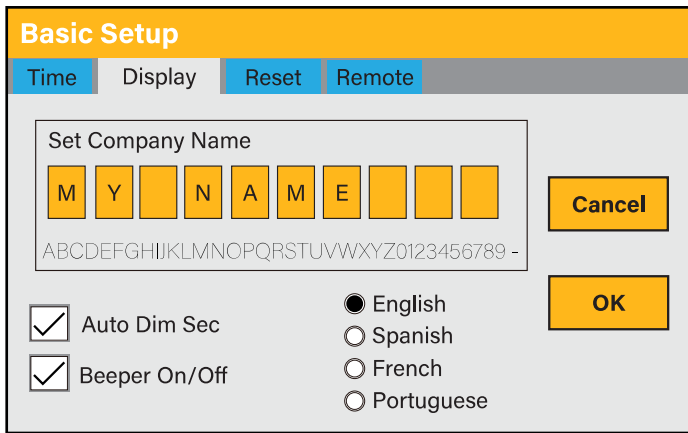 Basic Setup
Time Display Reset Remote
Set Company Name
M Y N A M E
ABCDEFGHIJKLMNOPQRSTUVWXYZ0123456789 -
Cancel
OK
Auto Dim Sec
Beeper On/Off
English
Spanish
French
Portuguese